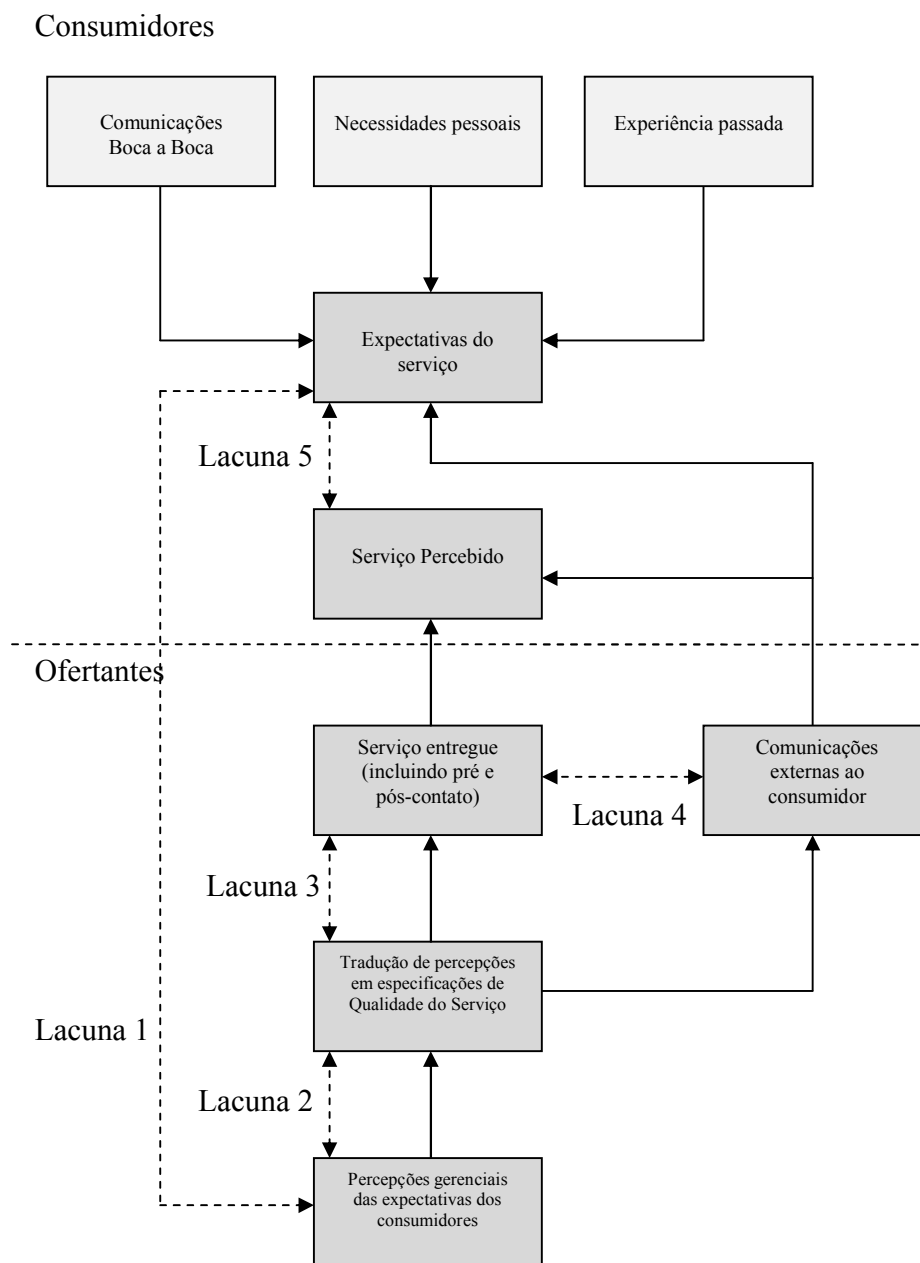 Consumidores
Comunicações
Boca a Boca
Necessidades pessoais
Experiência passada
Expectativas do
serviço
Lacuna 5
Serviço Percebido
Ofertantes
Serviço entregue
(incluindo pré e
pós-contato)
Comunicações
externas ao
consumidor
Lacuna 4
Lacuna 3
Tradução de percepções
em especificações de
Qualidade do Serviço
Lacuna 1
Lacuna 2
Percepções gerenciais
das expectativas dos
consumidores